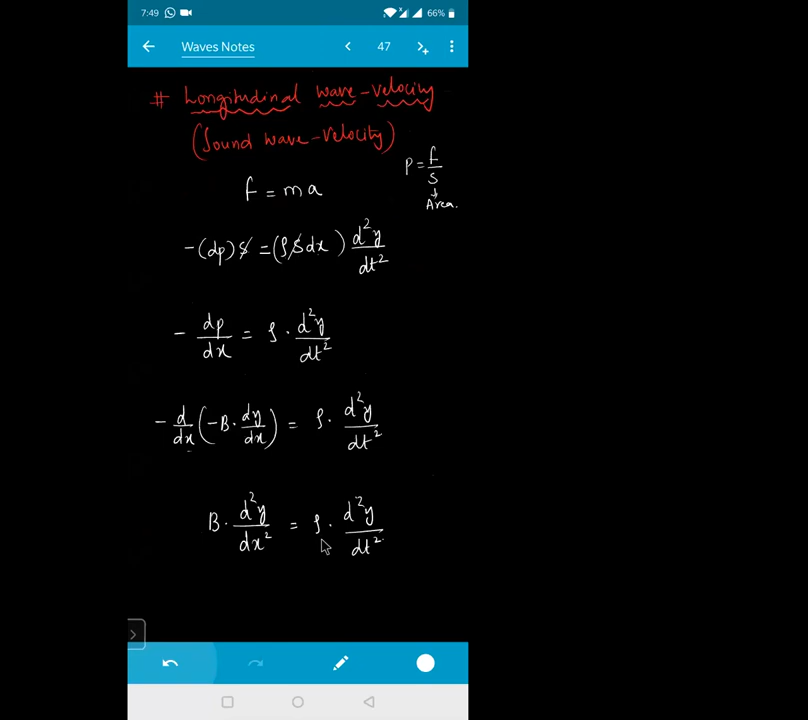 7:49 66%
Waves Notes 47
# Longitudinal wave-velocity
(Sound wave-velocity)
P = f/S
↓
Area.
f = ma
-(dp)S = (ρSdx) d²y/dt²
- dp/dx = ρ · d²y/dt²
- d/dx (-B · dy/dx) = ρ · d²y/dt²
B · d²y/dx² = ρ · d²y/dt²